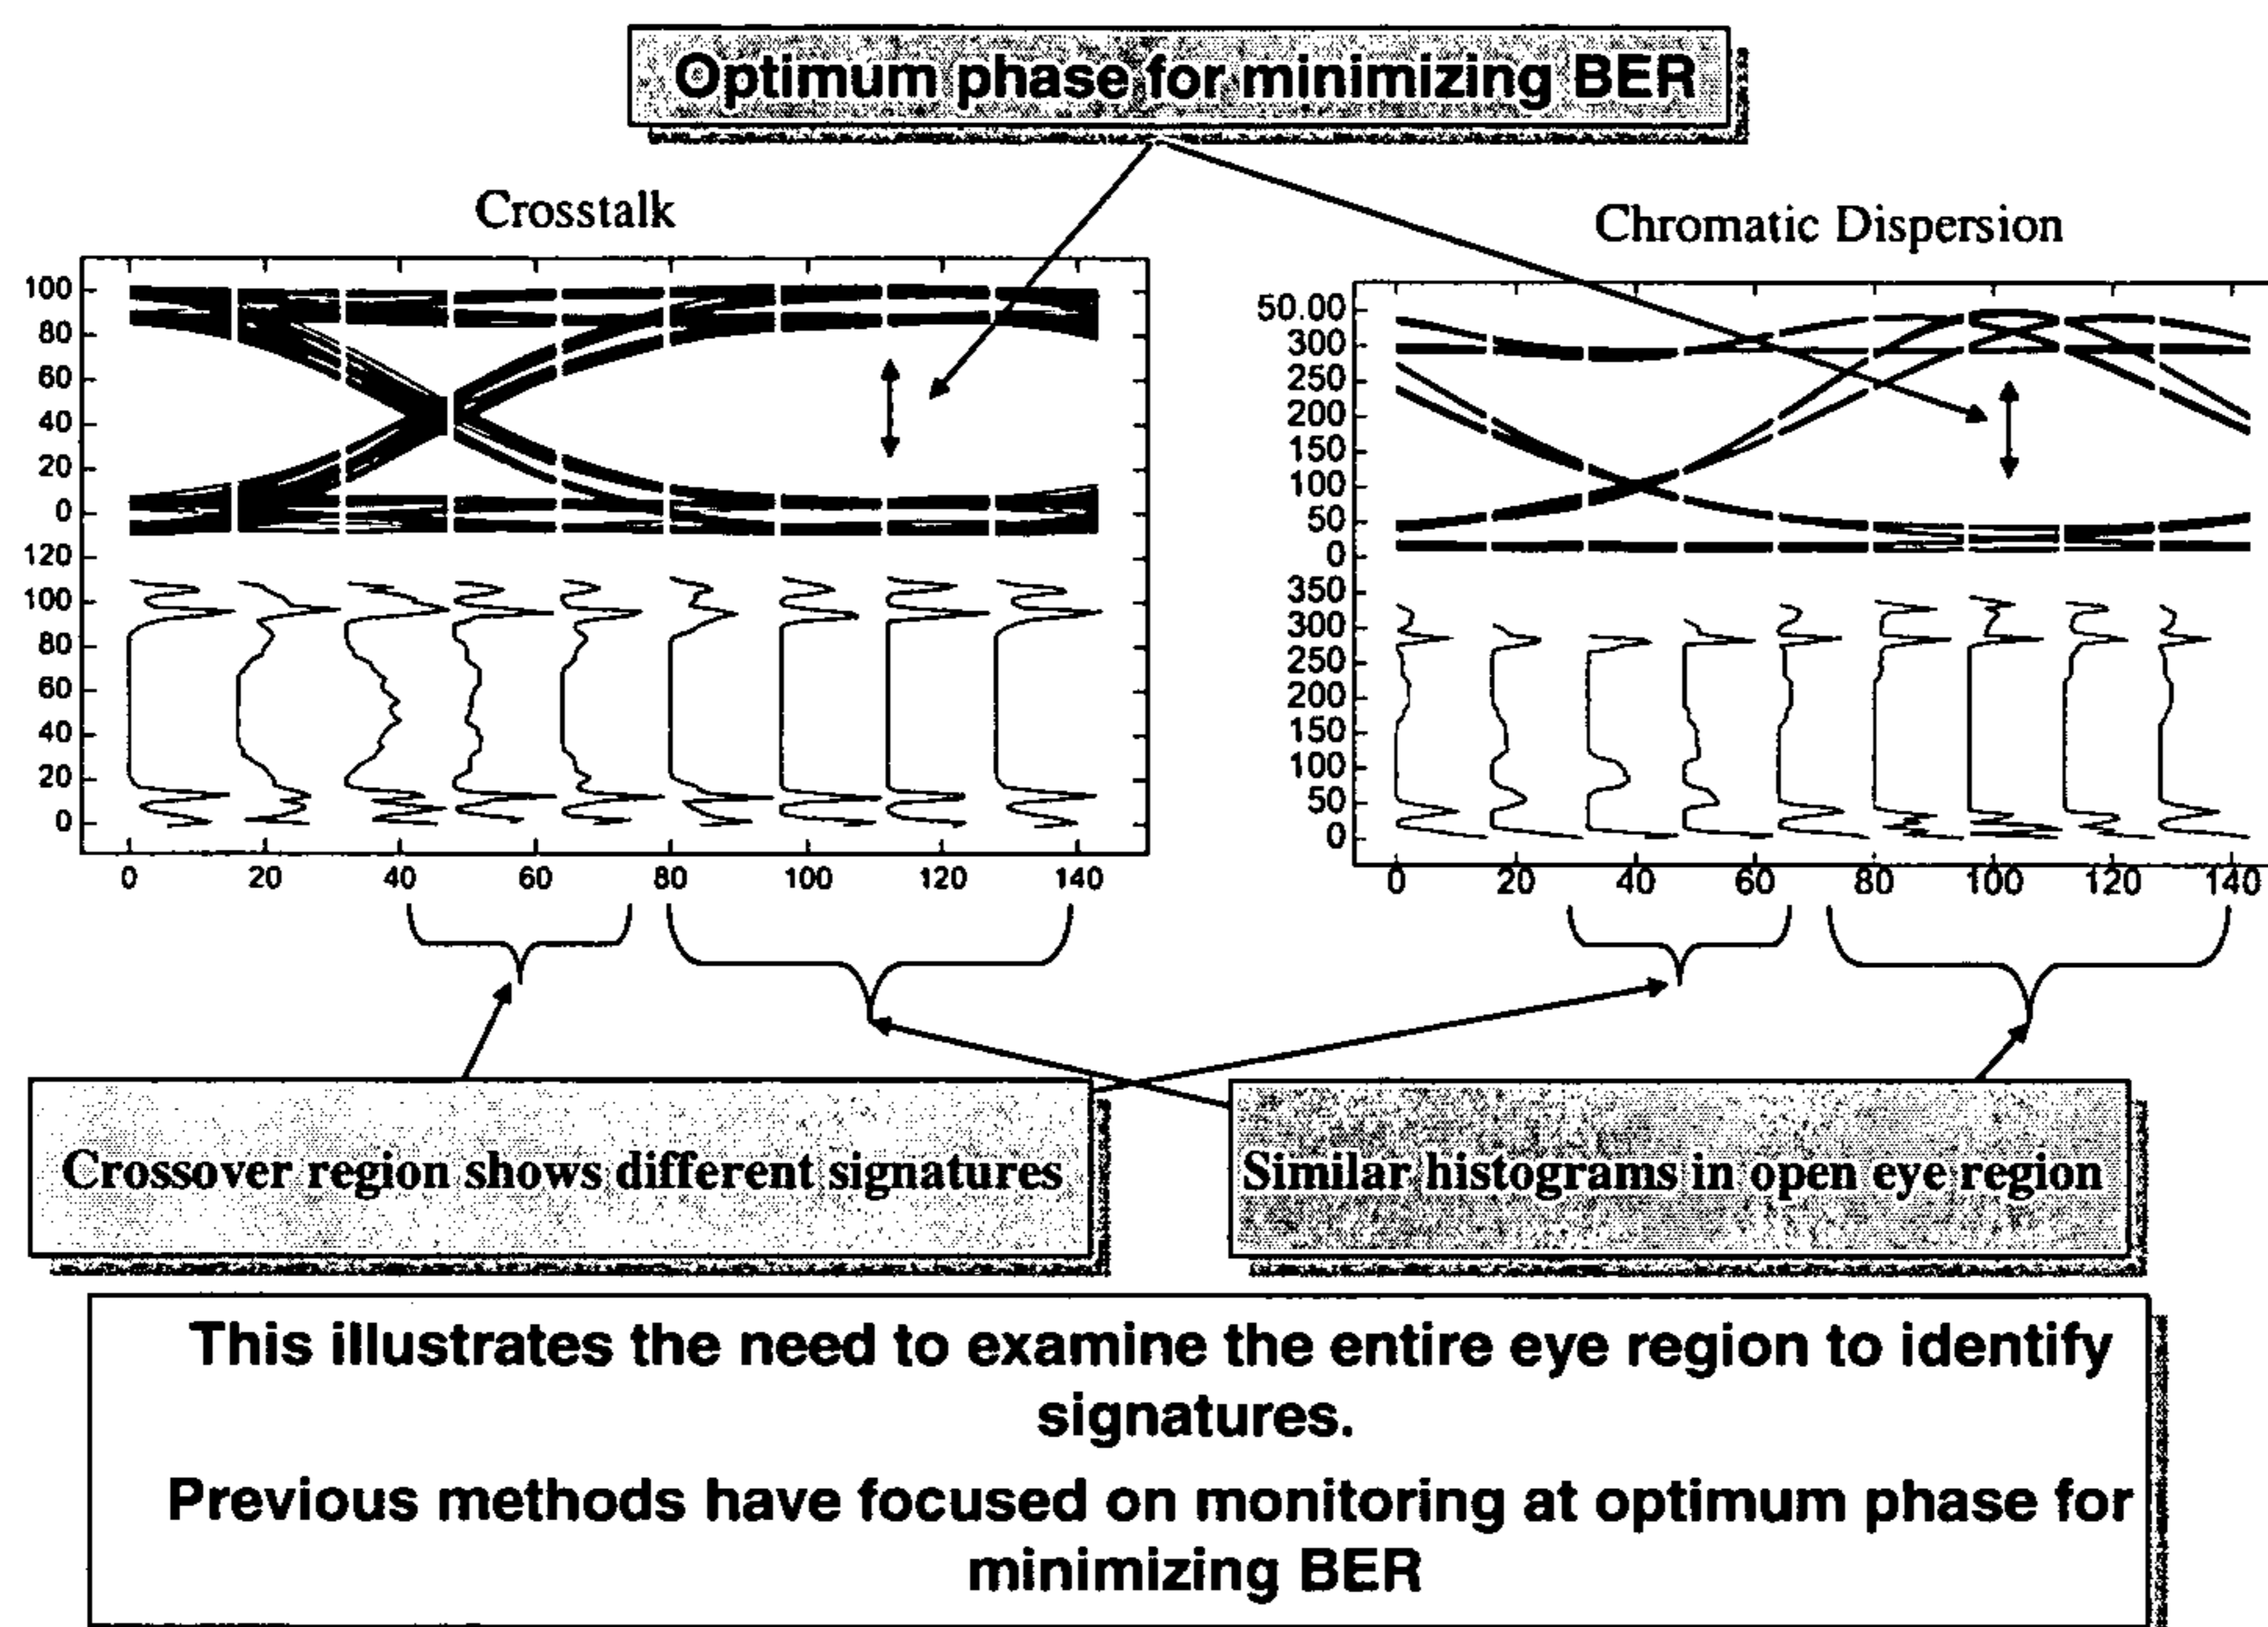 Optimum phase for minimizing BER
Crosstalk
Chromatic Dispersion
100
80
60
40
20
0
120
100
80
60
40
20
0
0 20 40 60 80 100 120 140
50.00
300
250
200
150
100
50
0
350
300
250
200
150
100
50
0
0 20 40 60 80 100 120 140
Crossover region shows different signatures
Similar histograms in open eye region
This illustrates the need to examine the entire eye region to identify
signatures.
Previous methods have focused on monitoring at optimum phase for
minimizing BER